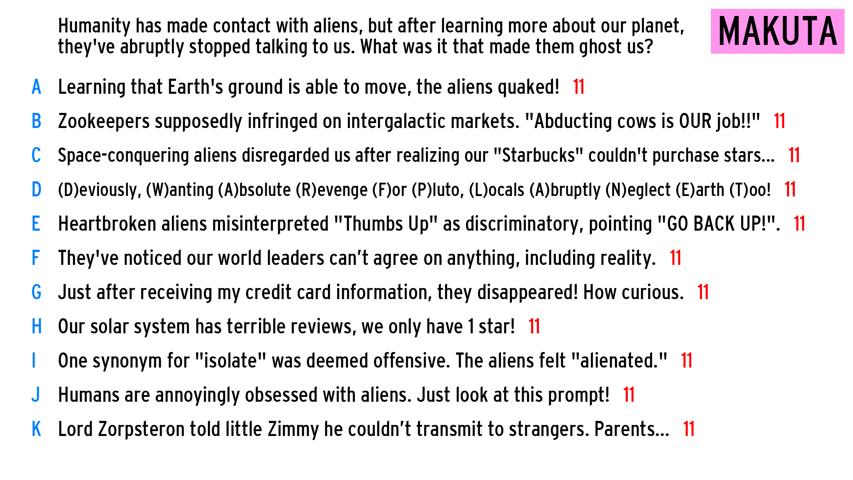 Humanity has made contact with aliens, but after learning more about our planet,
they've abruptly stopped talking to us. What was it that made them ghost us?
MAKUTA
A Learning that Earth's ground is able to move, the aliens quaked! 11
B Zookeepers supposedly infringed on intergalactic markets. "Abducting cows is OUR job!!" 11
C Space-conquering aliens disregarded us after realizing our "Starbucks" couldn't purchase stars... 11
D (D)eviously, (W)anting (A)bsolute (R)evenge (F)or (P)luto, (L)ocals (A)bruptly (N)eglect (E)arth (T)oo! 11
E Heartbroken aliens misinterpreted "Thumbs Up" as discriminatory, pointing "GO BACK UP!". 11
F They've noticed our world leaders can’t agree on anything, including reality. 11
G Just after receiving my credit card information, they disappeared! How curious. 11
H Our solar system has terrible reviews, we only have 1 star! 11
I One synonym for "isolate" was deemed offensive. The aliens felt "alienated." 11
J Humans are annoyingly obsessed with aliens. Just look at this prompt! 11
K Lord Zorpsteron told little Zimmy he couldn’t transmit to strangers. Parents... 11